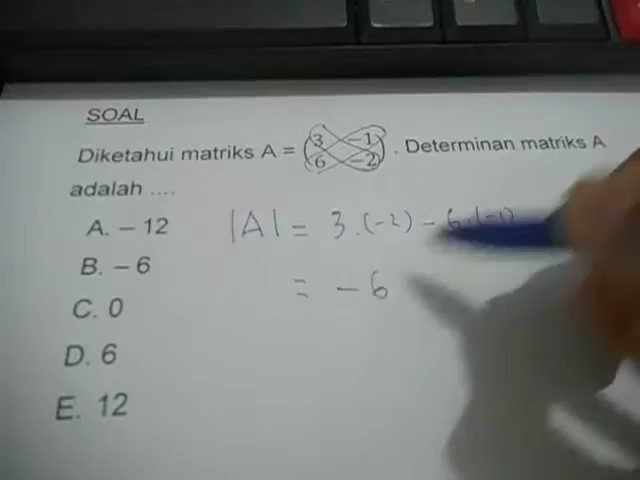 SOAL
Diketahui matriks A = ( 3 -1 ) . Determinan matriks A
( 6 -2 )
adalah ....
A. – 12
B. – 6
C. 0
D. 6
E. 12
|A| = 3.(-2) - 6.(-1)
= - 6